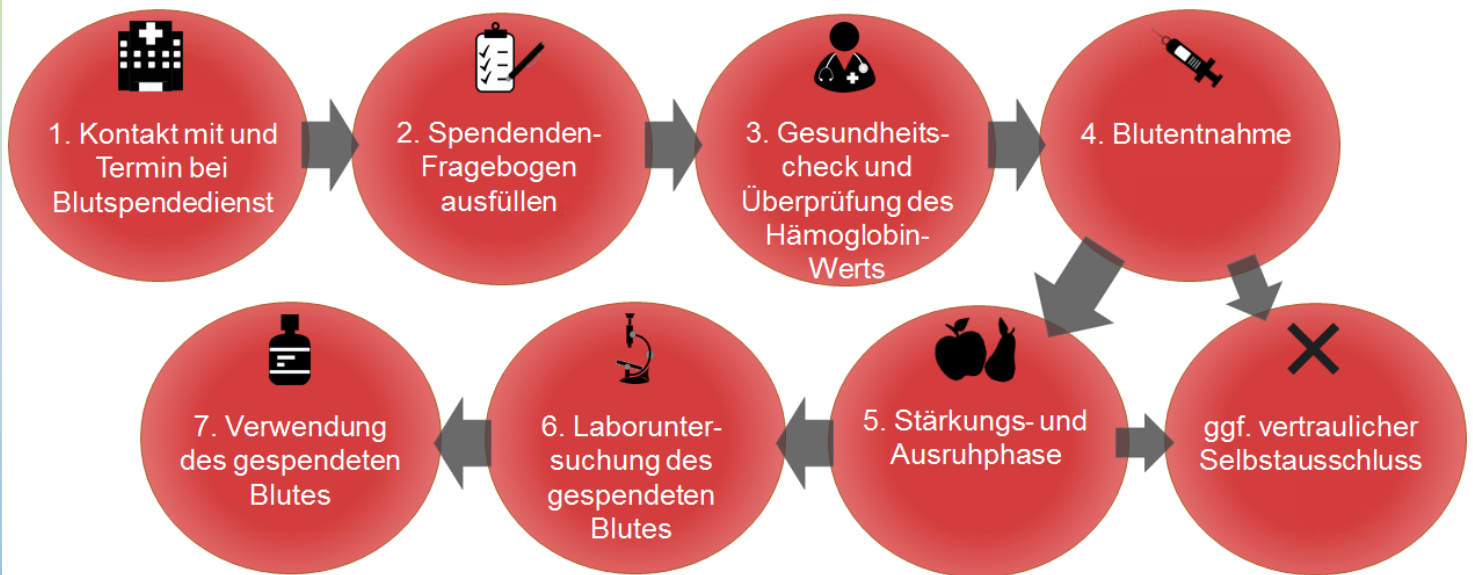 1. Kontakt mit und
Termin bei
Blutspendedienst
2. Spendenden-
Fragebogen
ausfüllen
3. Gesundheits-
check und
Überprüfung des
Hämoglobin-
Werts
4. Blutentnahme
5. Stärkungs- und
Ausruhphase
ggf. vertraulicher
Selbstausschluss
6. Laborunter-
suchung des
gespendeten
Blutes
7. Verwendung
des gespendeten
Blutes